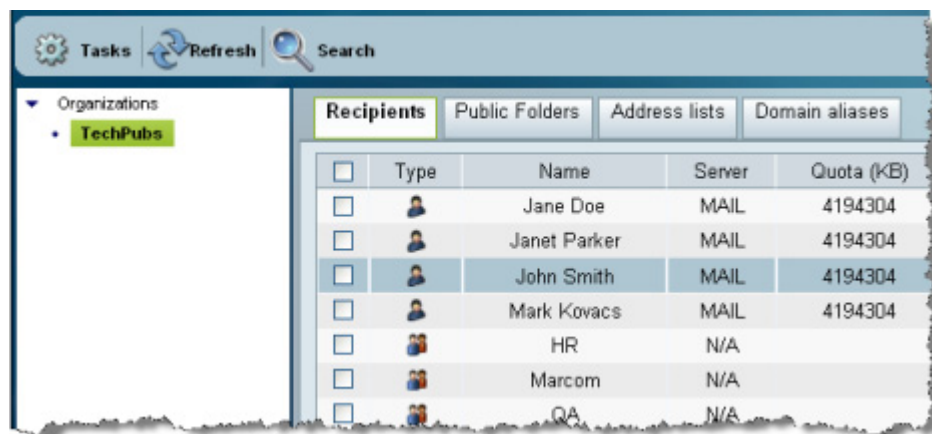 Tasks Refresh Search
Organizations
TechPubs
Recipients Public Folders Address lists Domain aliases
Type Name Server Quota (KB)
Jane Doe MAIL 4194304
Janet Parker MAIL 4194304
John Smith MAIL 4194304
Mark Kovacs MAIL 4194304
HR N/A
Marcom N/A
QA N/A